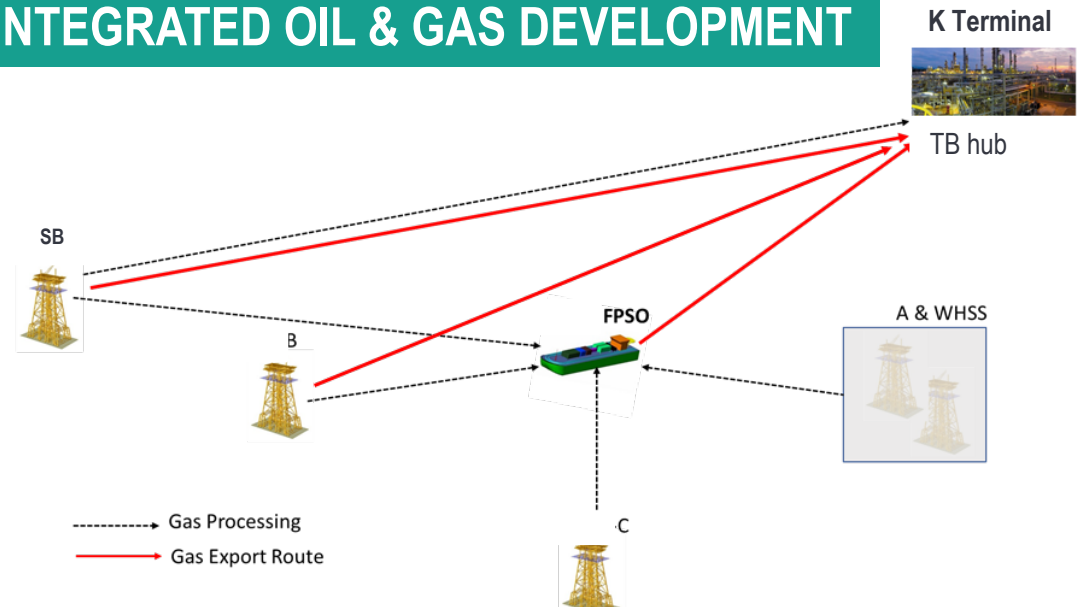 NTEGRATED OIL & GAS DEVELOPMENT
K Terminal
TB hub
SB
FPSO
A & WHSS
B
C
Gas Processing
Gas Export Route